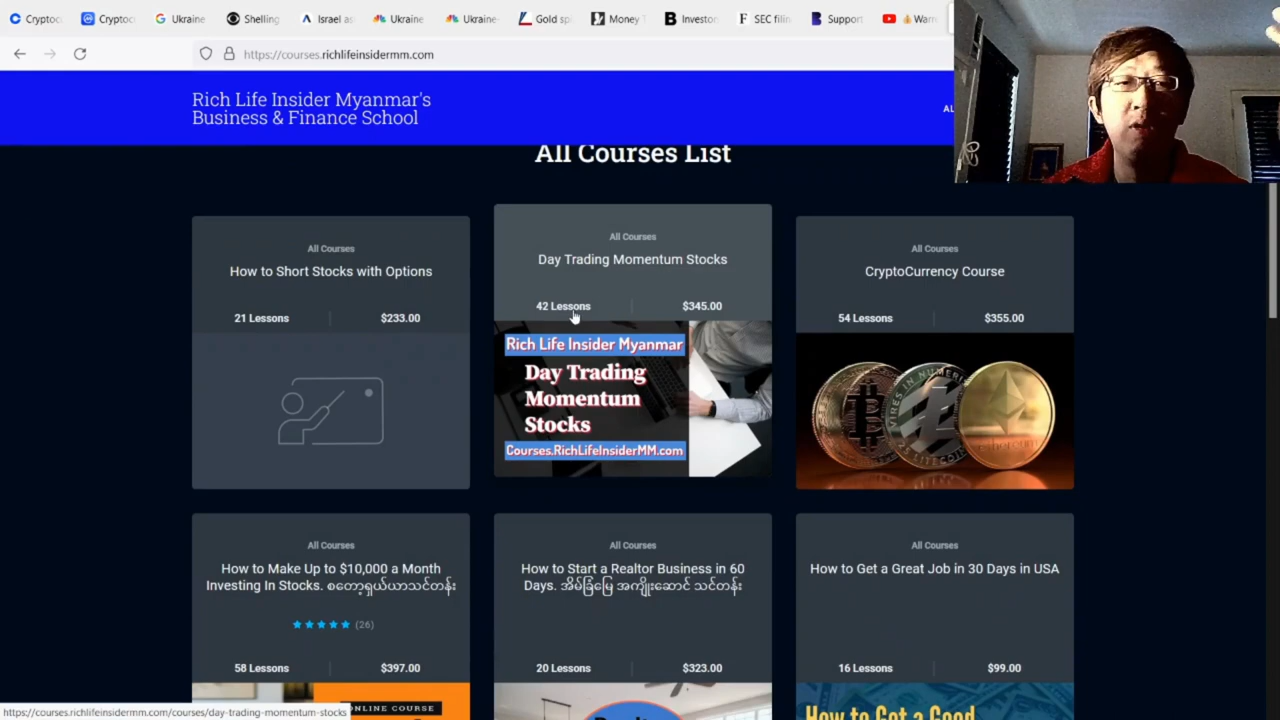 Cryptoc
Cryptoc
Ukraine
Shelling
Israel as
Ukraine
Ukraine
Gold sp
Money T
Investor
SEC filin
Support
Warn
https://courses.richlifeinsidermm.com
Rich Life Insider Myanmar's
Business & Finance School
AL
All Courses List
All Courses
How to Short Stocks with Options
21 Lessons
$233.00
All Courses
Day Trading Momentum Stocks
42 Lessons
$345.00
Rich Life Insider Myanmar
Day Trading
Momentum
Stocks
Courses.RichLifeInsiderMM.com
All Courses
CryptoCurrency Course
54 Lessons
$355.00
All Courses
How to Make Up to $10,000 a Month
Investing In Stocks. စတော့ရှယ်ယာသင်တန်း
(26)
58 Lessons
$397.00
NLINE COURSE
All Courses
How to Start a Realtor Business in 60
Days. အိမ်ခြံမြေ အကျိုးဆောင် သင်တန်း
20 Lessons
$323.00
All Courses
How to Get a Great Job in 30 Days in USA
16 Lessons
$99.00
How to Get a Good
https://courses.richlifeinsidermm.com/courses/day-trading-momentum-stocks